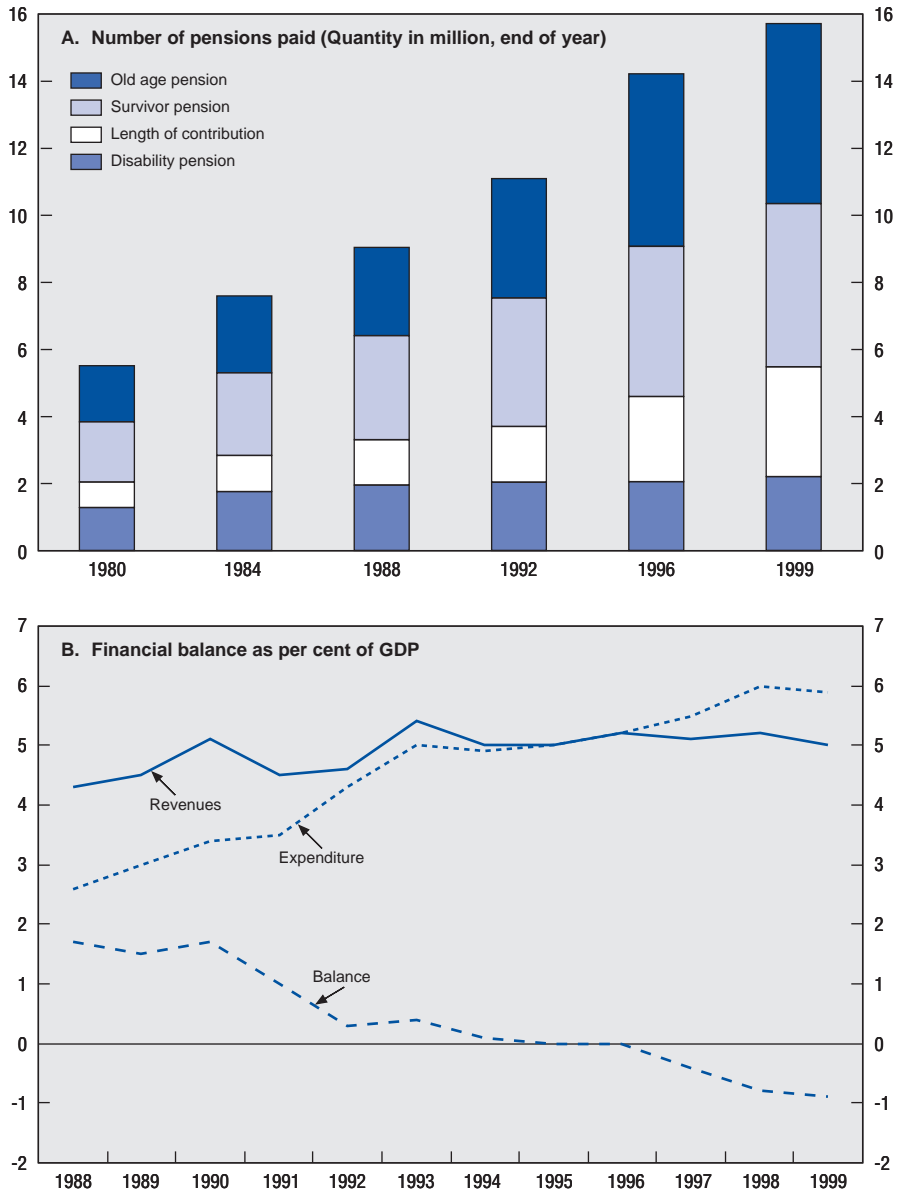 A. Number of pensions paid (Quantity in million, end of year)
Old age pension
Survivor pension
Length of contribution
Disability pension
16 16
14 14
12 12
10 10
8 8
6 6
4 4
2 2
0 0
1980 1984 1988 1992 1996 1999
B. Financial balance as per cent of GDP
7 7
6 6
5 5
Revenues
4 4
Expenditure
3 3
2 2
Balance
1 1
0 0
-1 -1
-2 -2
1988 1989 1990 1991 1992 1993 1994 1995 1996 1997 1998 1999